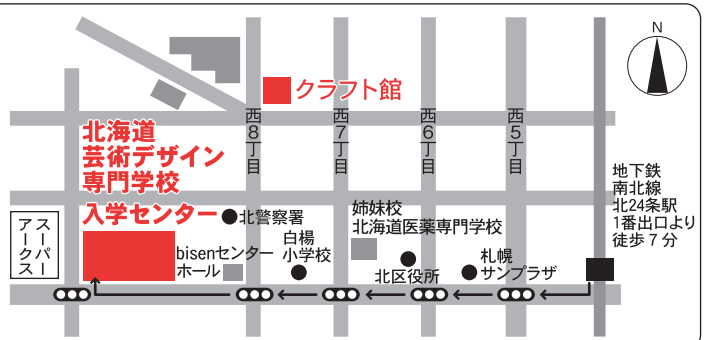 N
クラフト館
西8丁目
西7丁目
西6丁目
西5丁目
北海道
芸術デザイン
専門学校
入学センター
地下鉄
南北線
北24条駅
1番出口より
徒歩7分
スーパー
アークス
北警察署
bisenセンター
ホール
白楊
小学校
姉妹校
北海道医薬専門学校
北区役所
札幌
サンプラザ